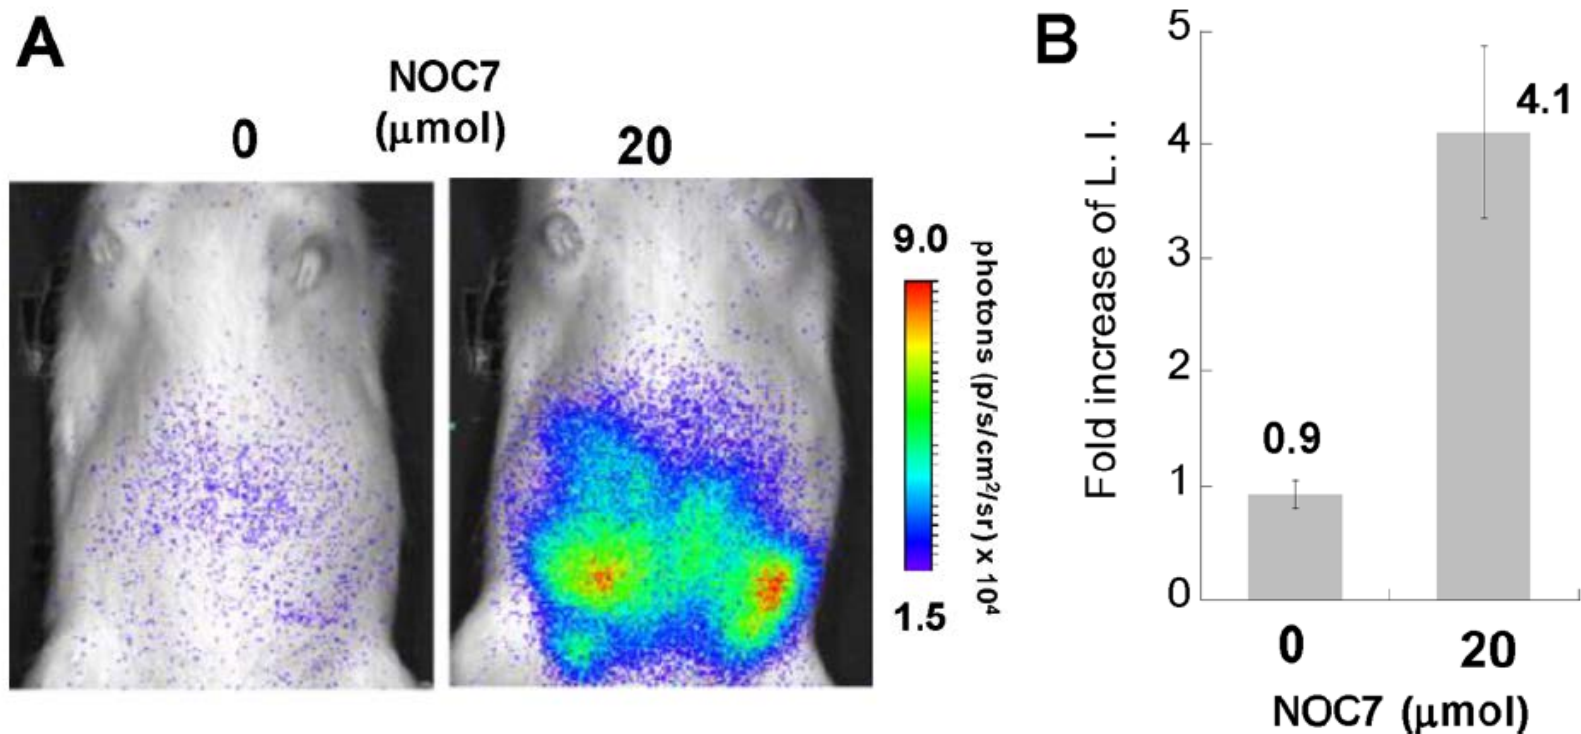 A
NOC7
(μmol)
0
20
9.0
photons (p/s/cm²/sr) x 10⁴
1.5
B
5
4
3
2
1
0
Fold increase of L. I.
0.9
4.1
0
20
NOC7 (μmol)